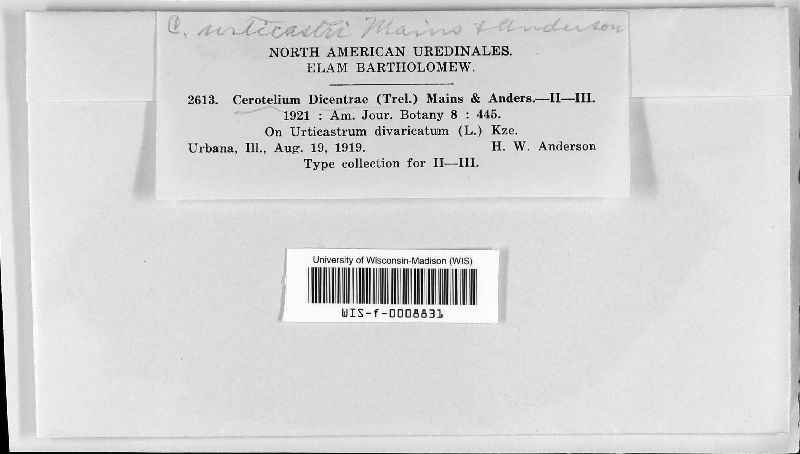 C. urticastri Mains & Anderson
NORTH AMERICAN UREDINALES.
ELAM BARTHOLOMEW.
2613. Cerotelium Dicentrae (Trel.) Mains & Anders.—II—III.
1921 : Am. Jour. Botany 8 : 445.
On Urticastrum divaricatum (L.) Kze.
Urbana, Ill., Aug. 19, 1919. H. W. Anderson
Type collection for II—III.
University of Wisconsin-Madison (WIS)
WIS-f-0008831